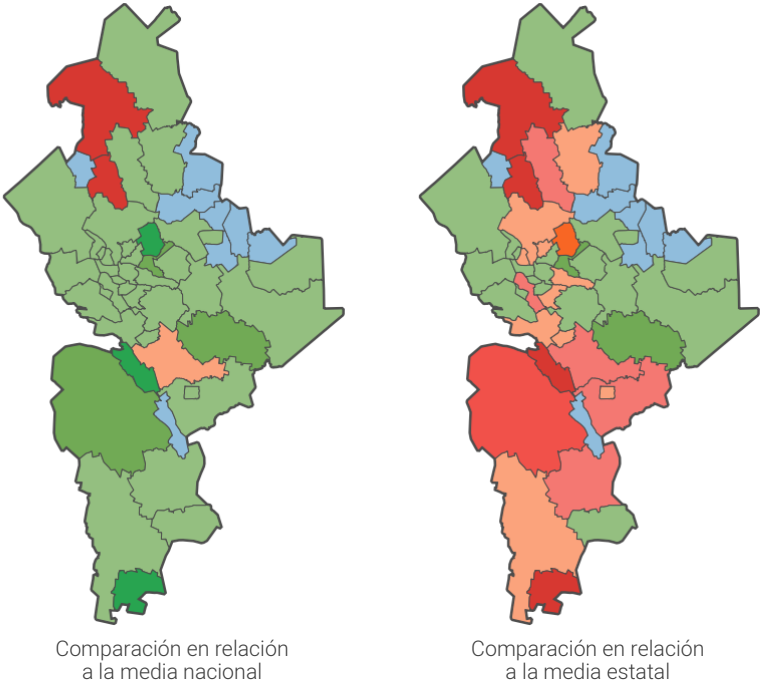 Comparación en relación
a la media nacional
Comparación en relación
a la media estatal